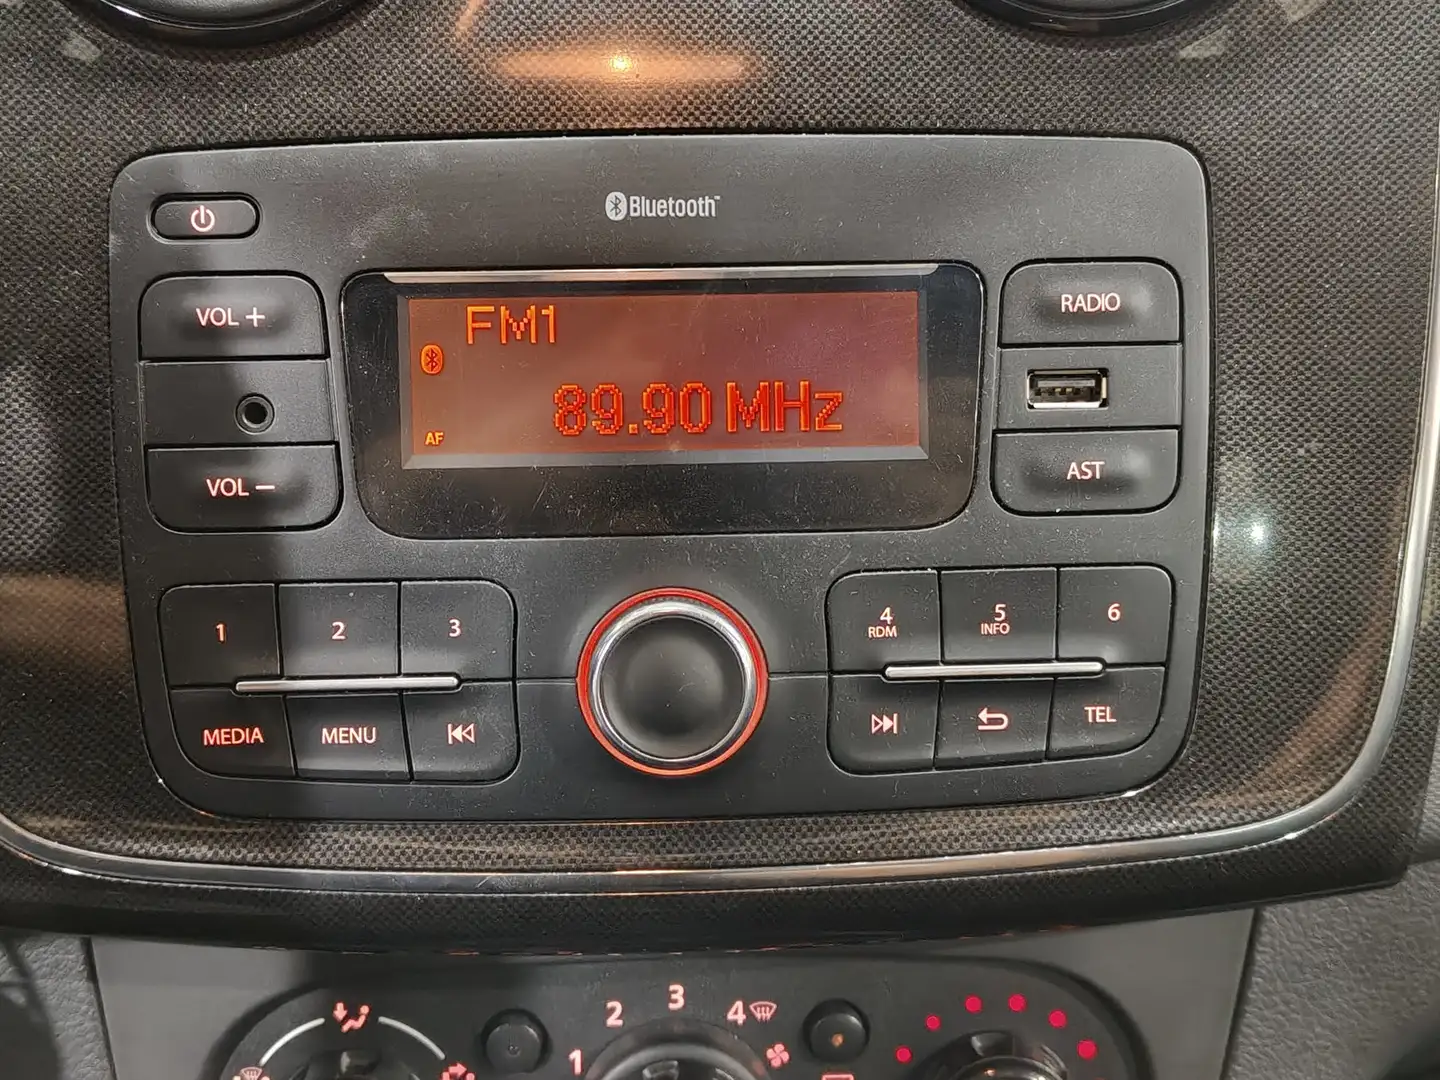 Bluetooth™
VOL +
FM1
RADIO
89.90 MHz
AF
VOL −
AST
1 2 3
4 5 6
RDM INFO
MEDIA MENU
TEL
1 2 3 4